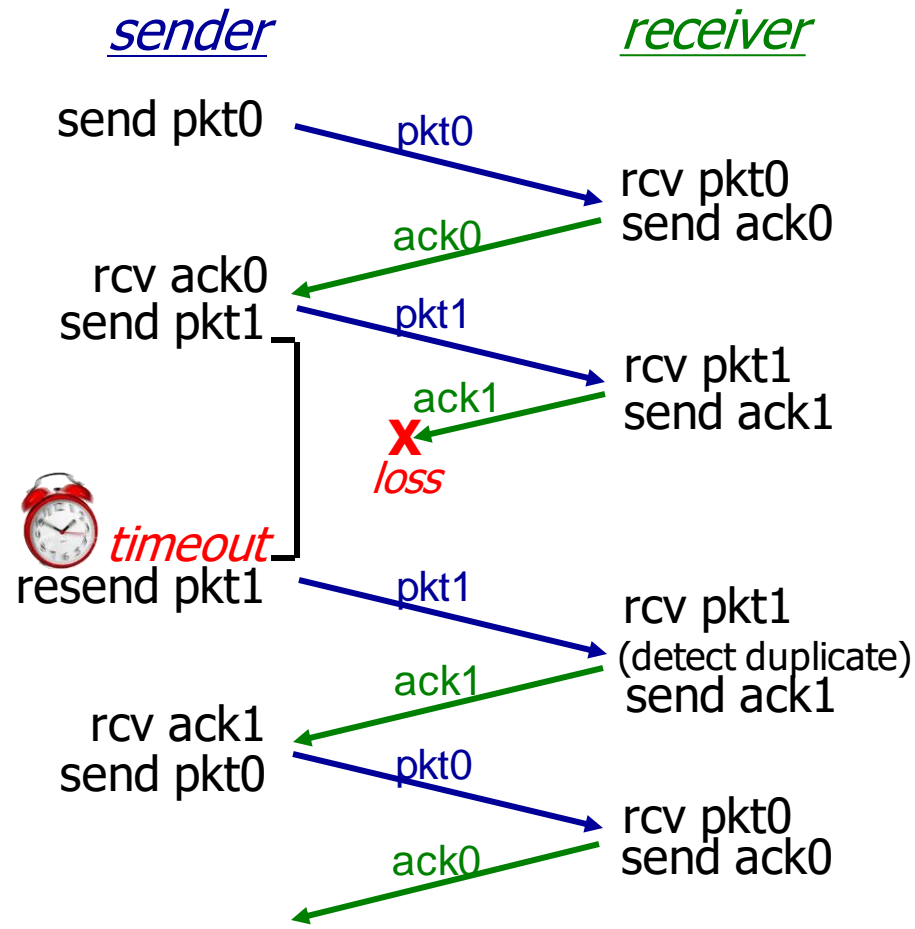 sender
receiver
send pkt0
pkt0
rcv pkt0
send ack0
ack0
rcv ack0
send pkt1
pkt1
rcv pkt1
send ack1
ack1
X
loss
timeout
resend pkt1
pkt1
rcv pkt1
(detect duplicate)
send ack1
ack1
rcv ack1
send pkt0
pkt0
rcv pkt0
send ack0
ack0